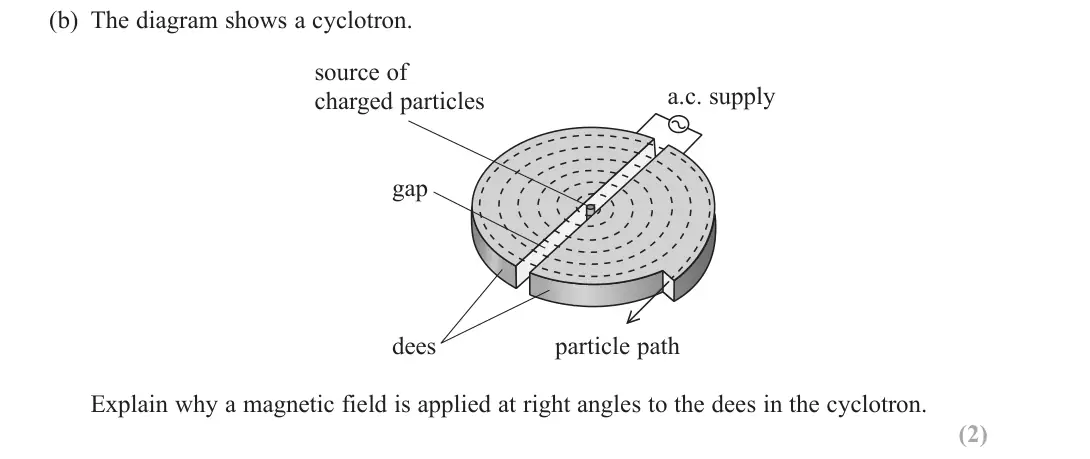 (b) The diagram shows a cyclotron.
source of
charged particles
a.c. supply
gap
dees
particle path
Explain why a magnetic field is applied at right angles to the dees in the cyclotron.
(2)